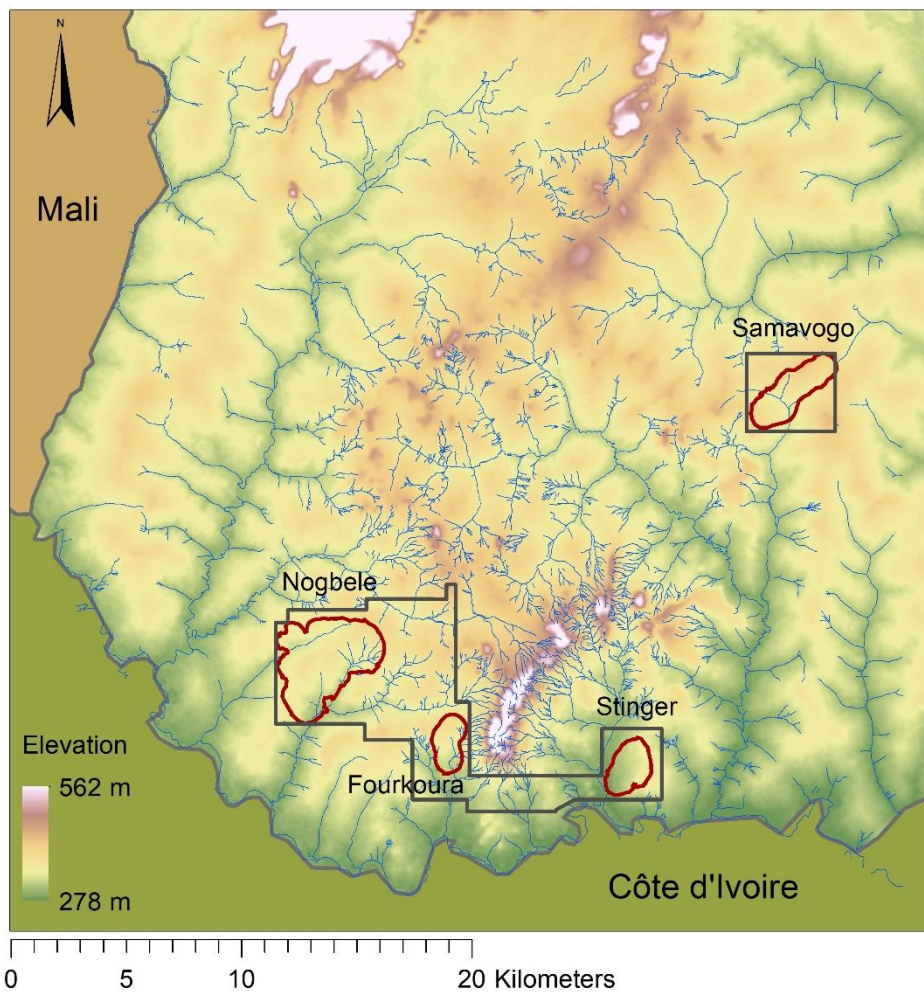 N
Mali
Samavogo
Nogbele
Stinger
Elevation
562 m
Fourkoura
278 m
Côte d'Ivoire
0 5 10 20 Kilometers